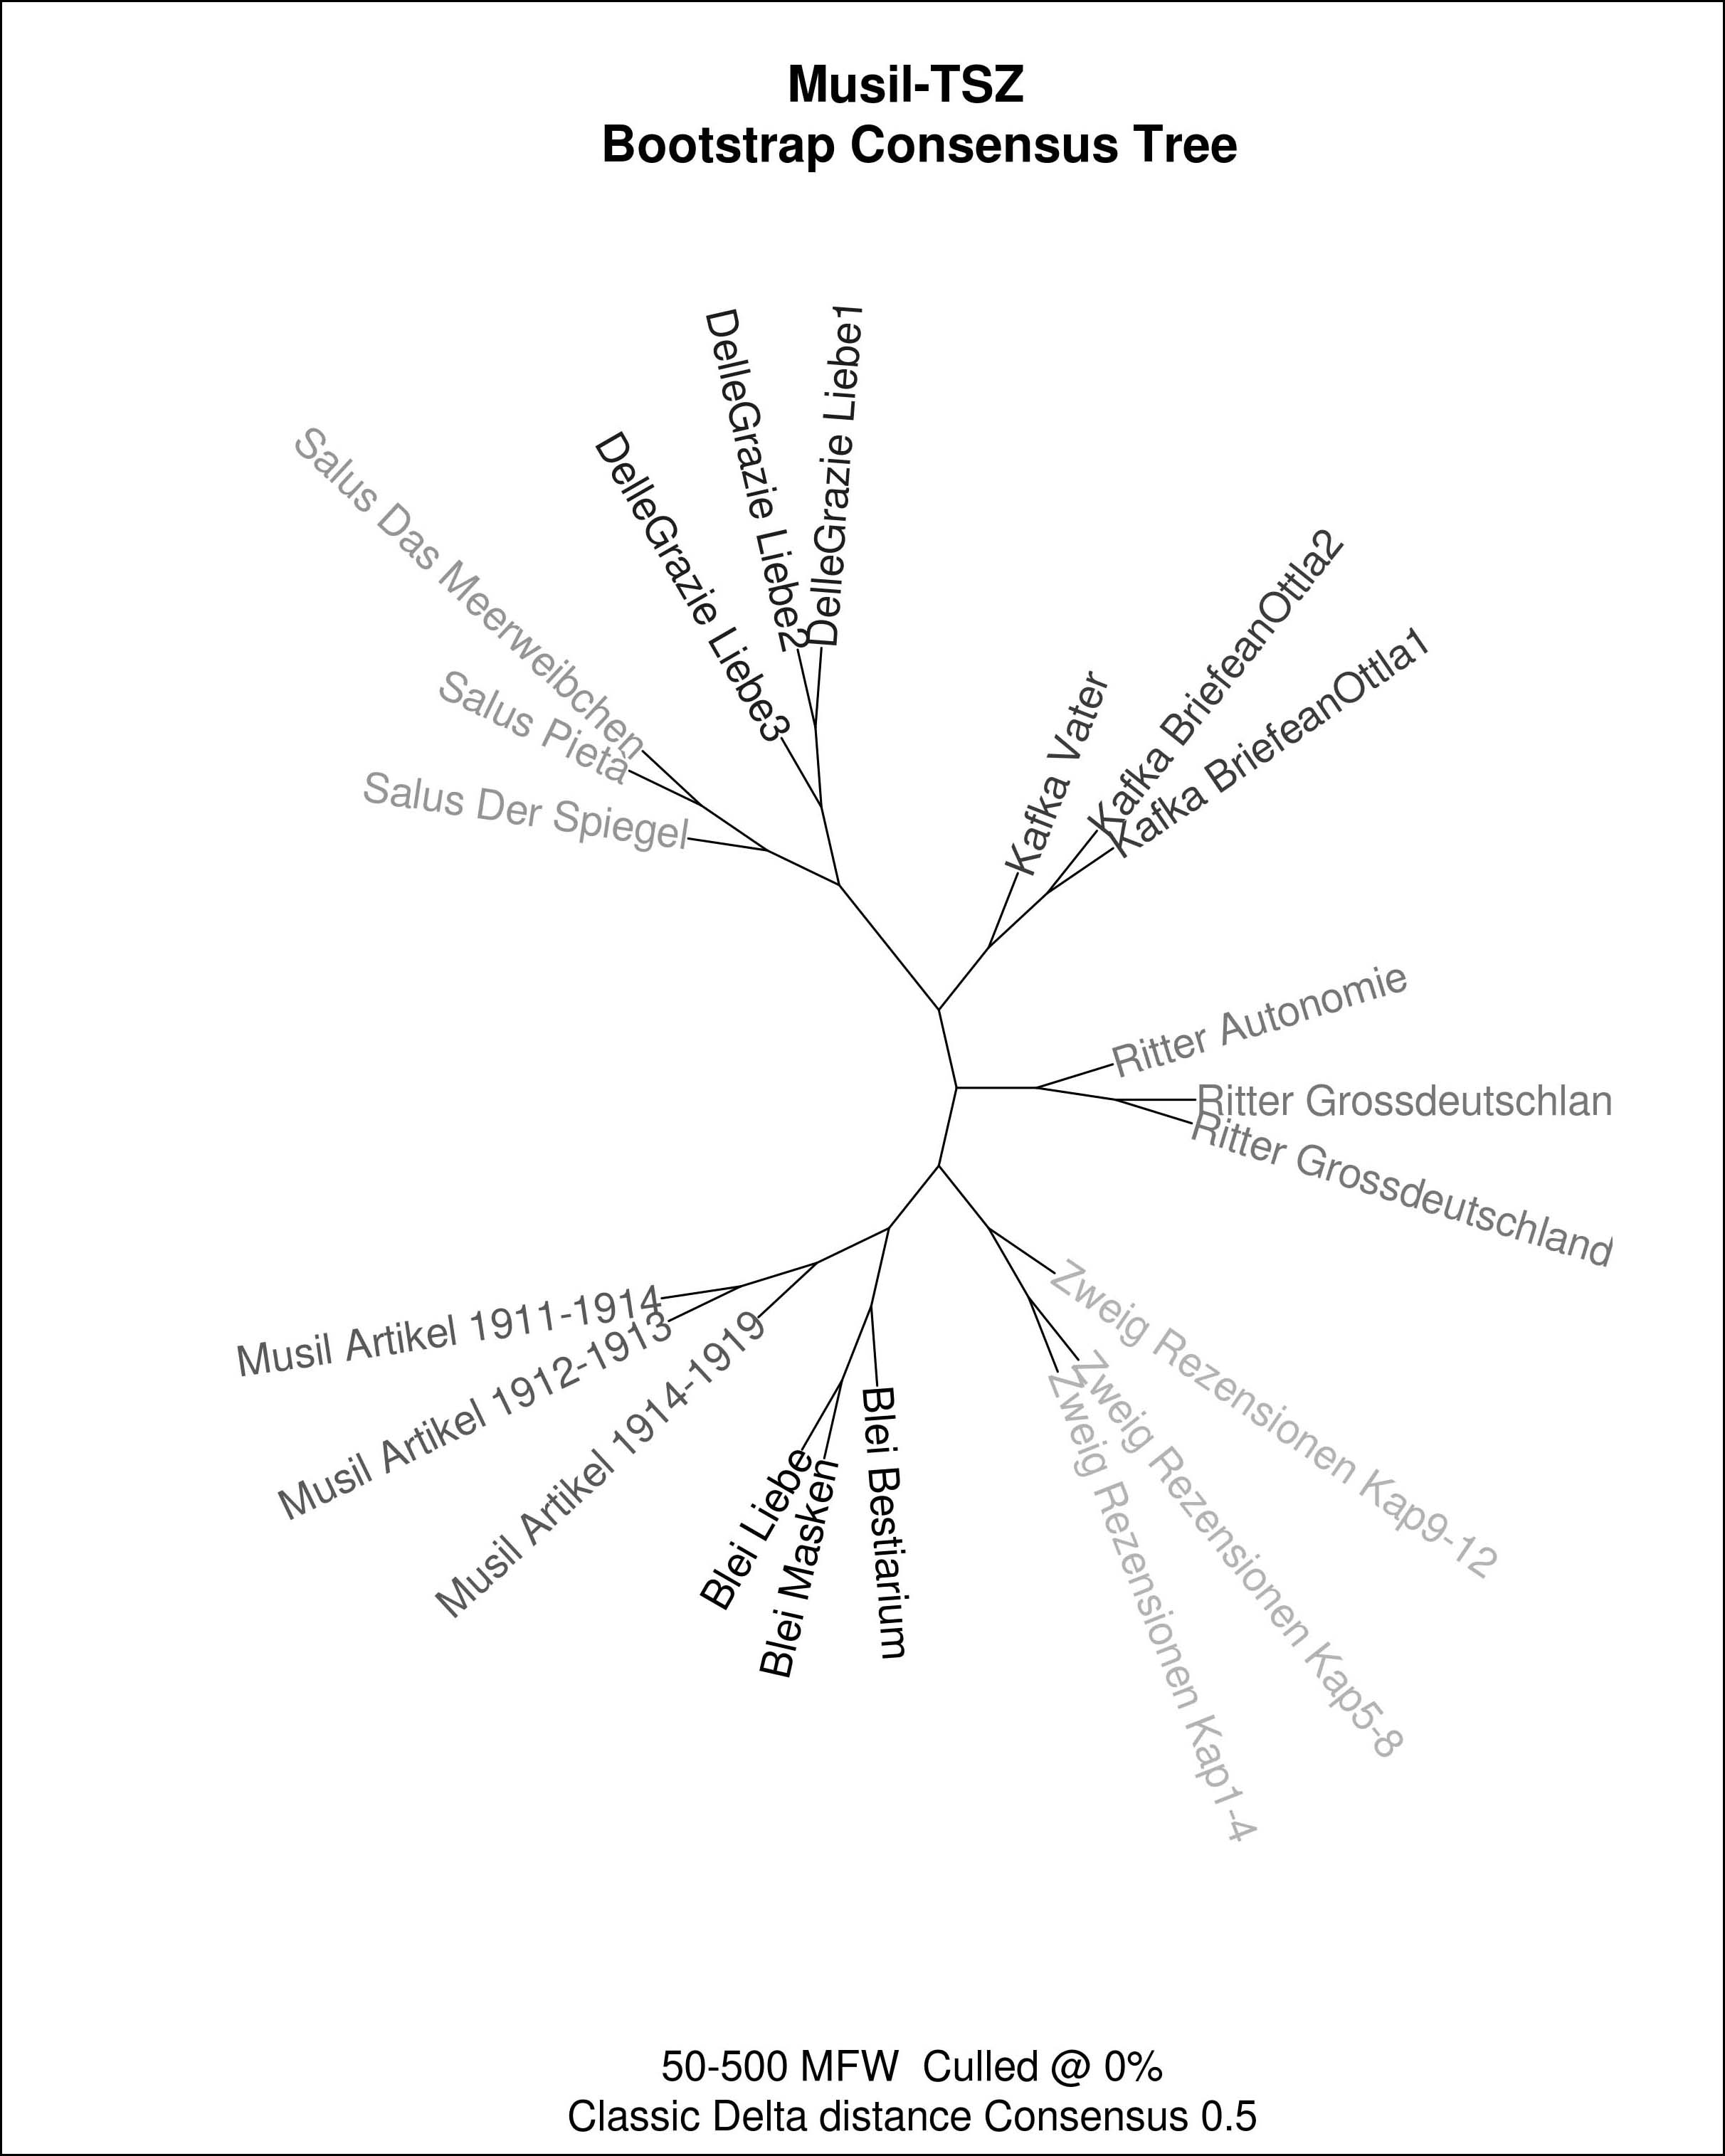 Musil-TSZ
Bootstrap Consensus Tree
DelleGrazie Liebe1
DelleGrazie Liebe2
DelleGrazie Liebe3
Salus Das Meerweibchen
Salus Pietà
Salus Der Spiegel
Kafka Vater
Kafka BriefeanOttla2
Kafka BriefeanOttla1
Ritter Autonomie
Ritter Grossdeutschlan
Ritter Grossdeutschland
Zweig Rezensionen Kap9-12
Zweig Rezensionen Kap5-8
Zweig Rezensionen Kap1-4
Musil Artikel 1911-1914
Musil Artikel 1912-1913
Musil Artikel 1914-1919
Blei Liebe
Blei Masken
Blei Bestiarium
50-500 MFW  Culled @ 0%
Classic Delta distance Consensus 0.5